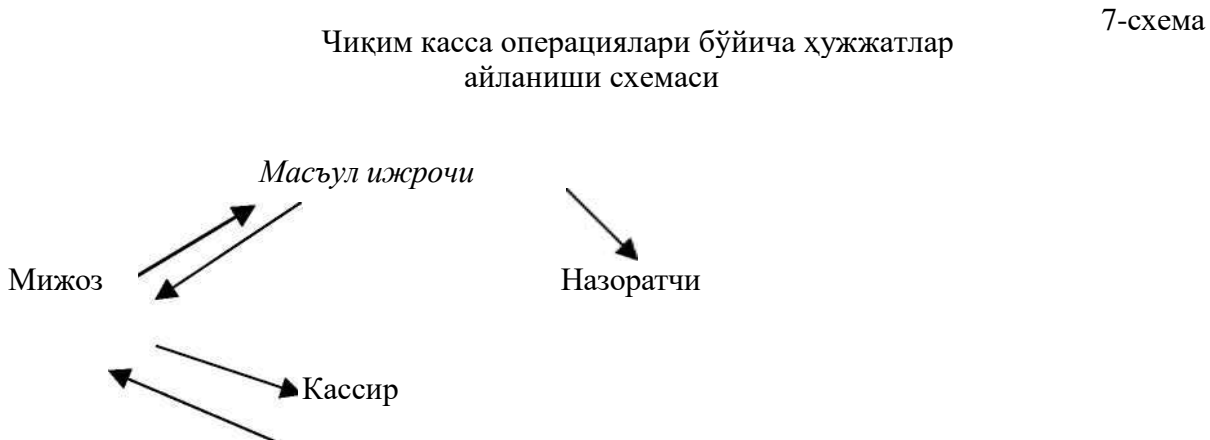 7-схема
Чиқим касса операциялари бўйича ҳужжатлар
айланиши схемаси
Масъул ижрочи
Мижоз
Назоратчи
Кассир